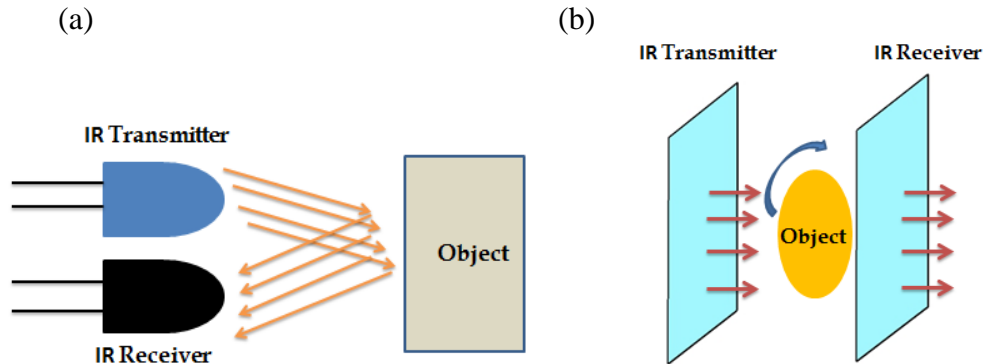 (a)
IR Transmitter
Object
IR Receiver
(b)
IR Transmitter
IR Receiver
Object